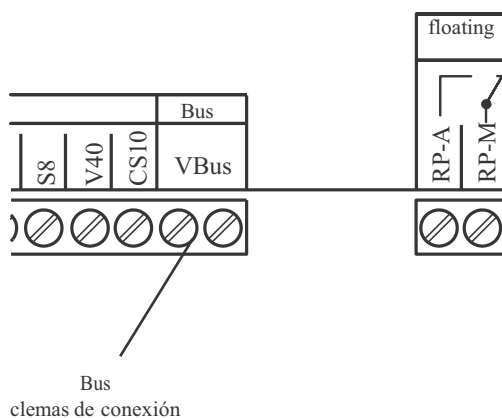 floating
Bus
S8
V40
CS10
VBus
RP-A
RP-M
Bus
clemas de conexión